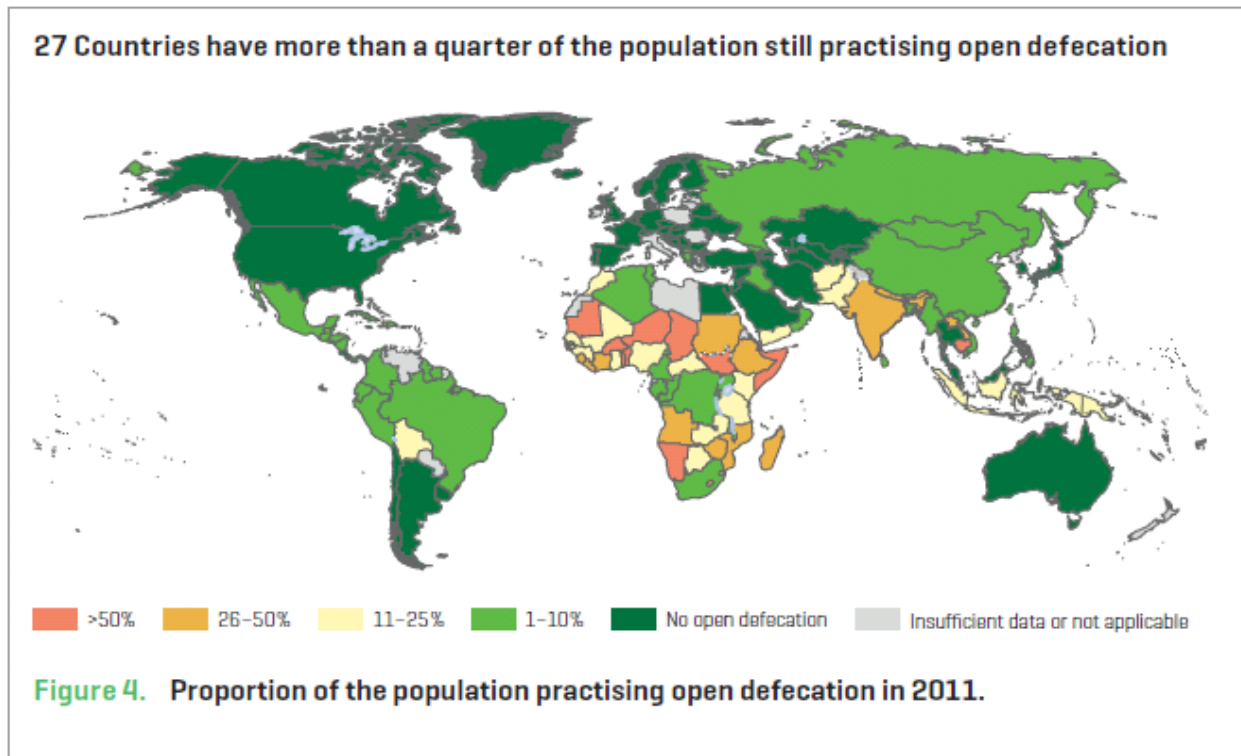 27 Countries have more than a quarter of the population still practising open defecation
>50% 26–50% 11–25% 1–10% No open defecation Insufficient data or not applicable
Figure 4. Proportion of the population practising open defecation in 2011.